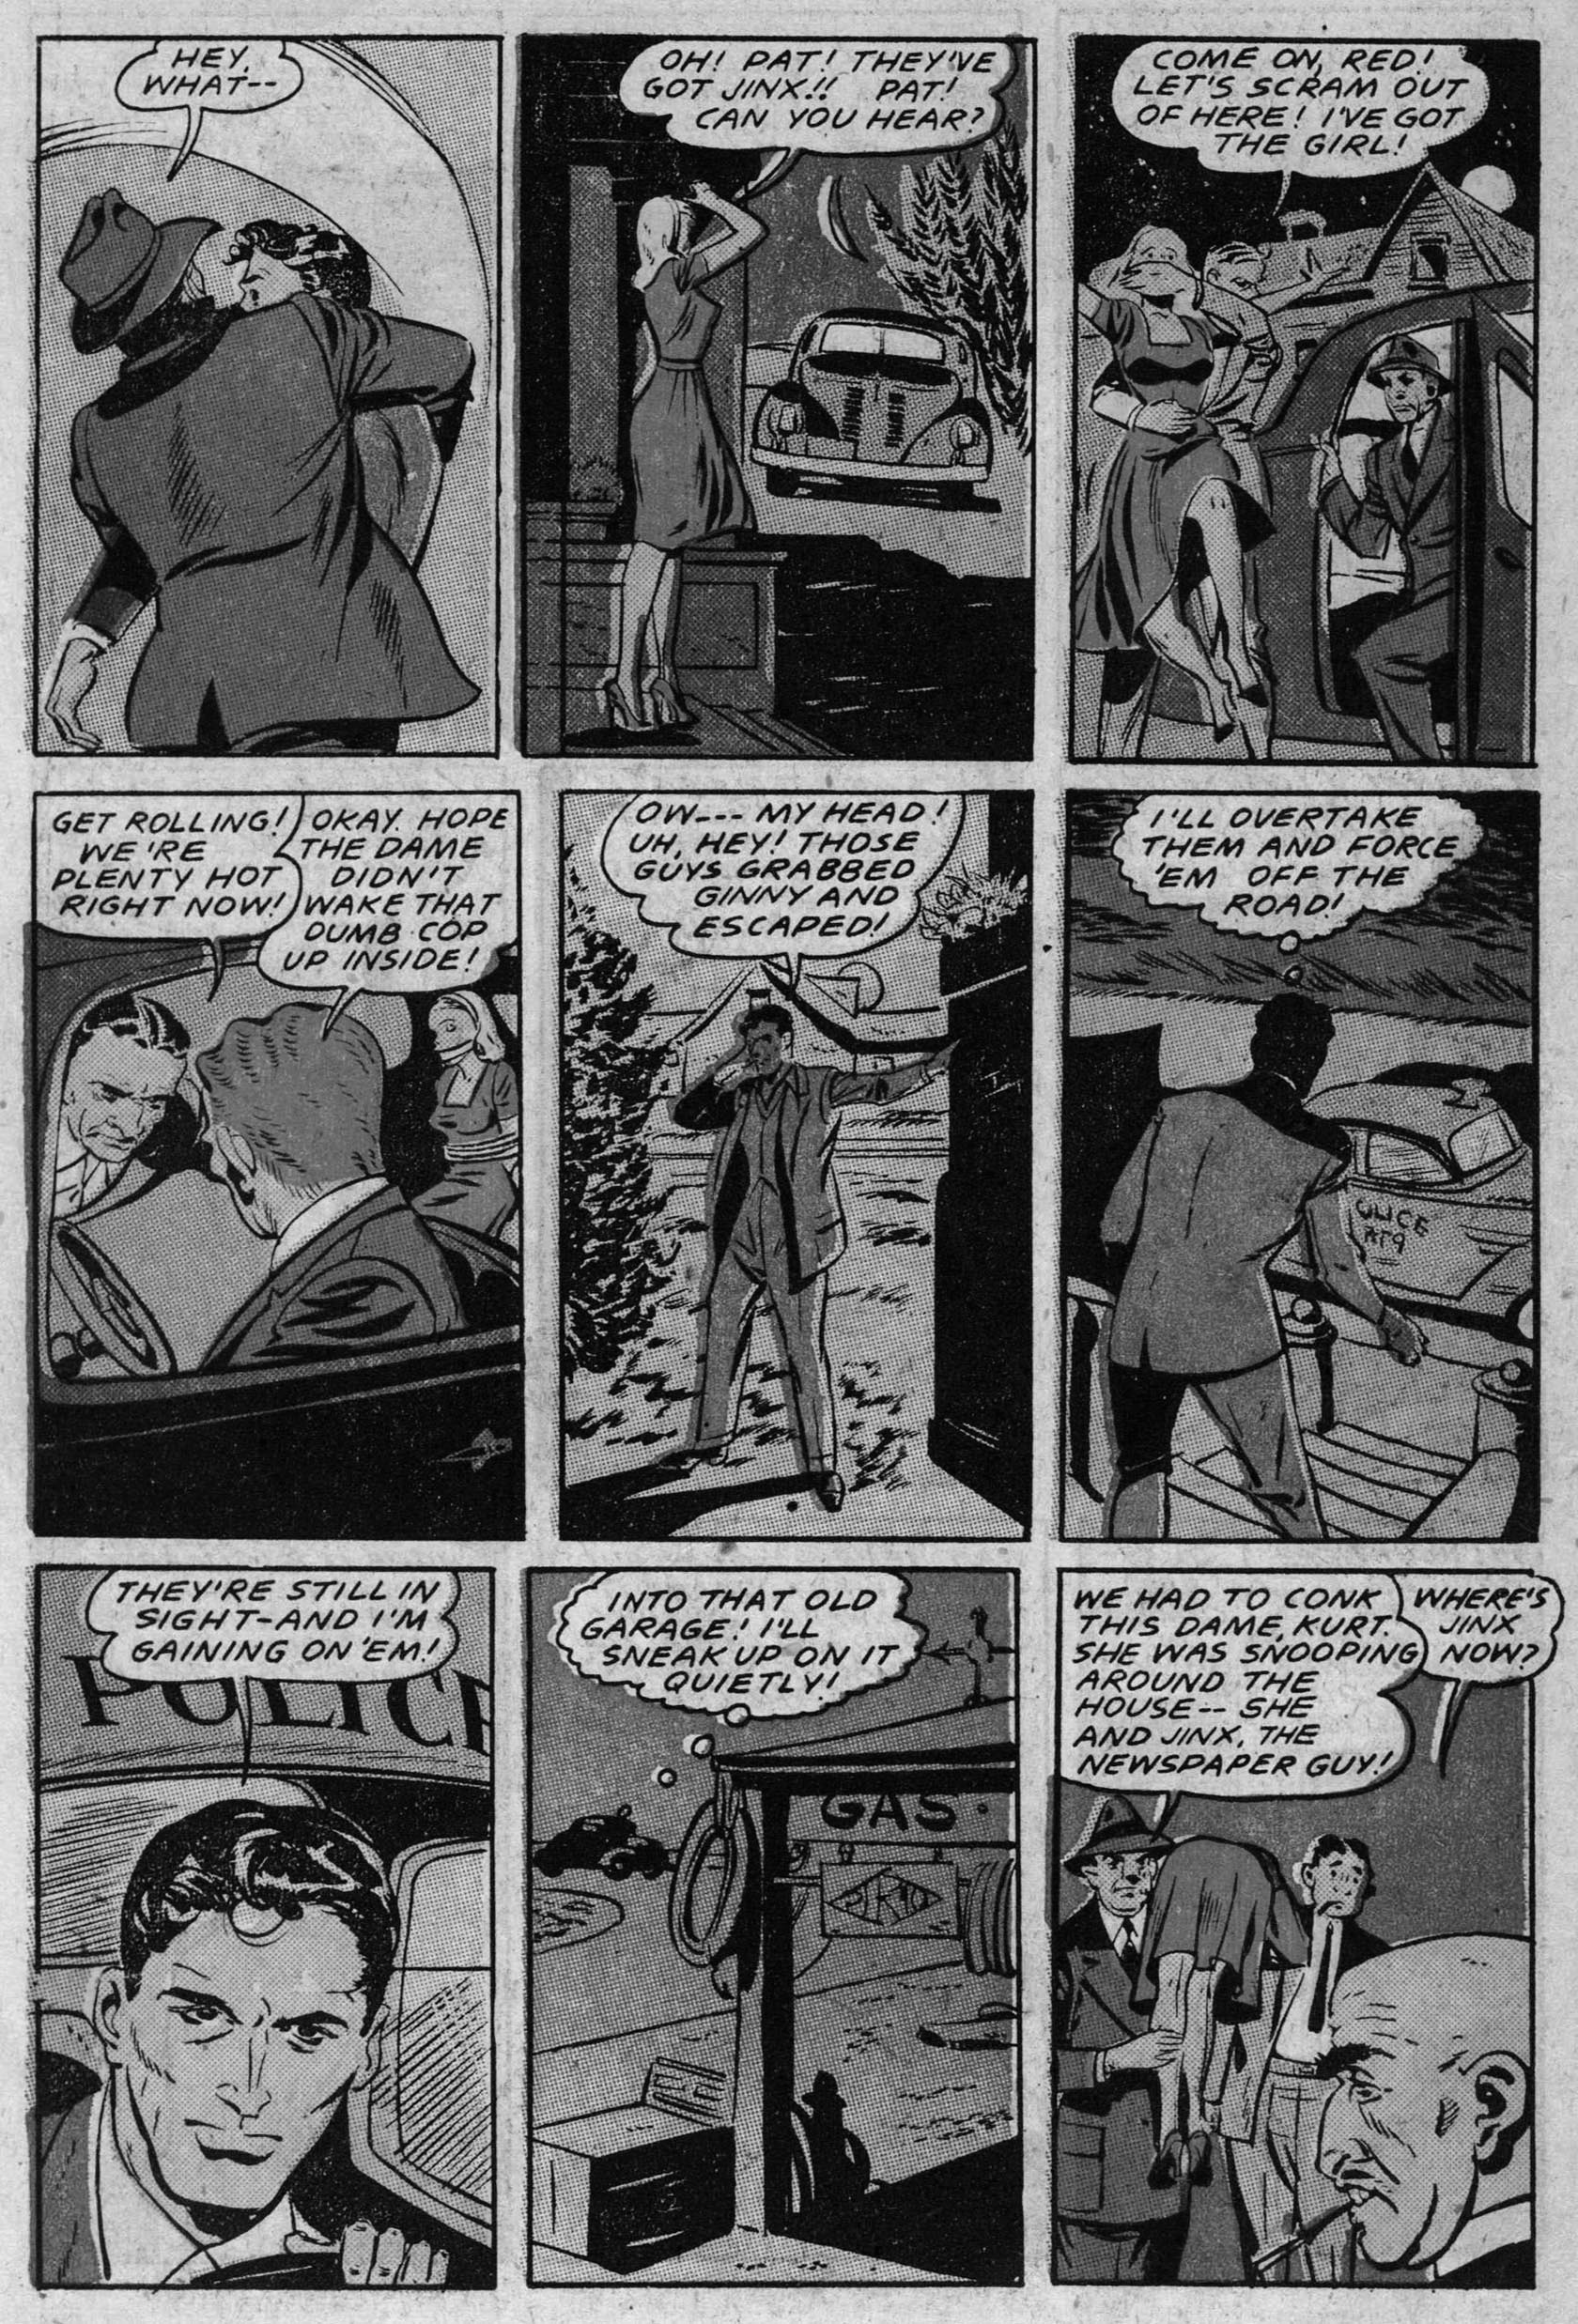 HEY,
WHAT--
OH! PAT! THEY'VE
GOT JINX!! PAT!
CAN YOU HEAR?
COME ON, RED!
LET'S SCRAM OUT
OF HERE! I'VE GOT
THE GIRL!
GET ROLLING!
WE'RE
PLENTY HOT
RIGHT NOW!
OKAY. HOPE
THE DAME
DIDN'T
WAKE THAT
DUMB COP
UP INSIDE!
OW--- MY HEAD!
UH, HEY! THOSE
GUYS GRABBED
GINNY AND
ESCAPED!
I'LL OVERTAKE
THEM AND FORCE
'EM OFF THE
ROAD!
THEY'RE STILL IN
SIGHT-AND I'M
GAINING ON 'EM!
POLICE
INTO THAT OLD
GARAGE! I'LL
SNEAK UP ON IT
QUIETLY!
GAS.
WE HAD TO CONK
THIS DAME, KURT.
SHE WAS SNOOPING
AROUND THE
HOUSE-- SHE
AND JINX, THE
NEWSPAPER GUY!
WHERE'S
JINX
NOW?